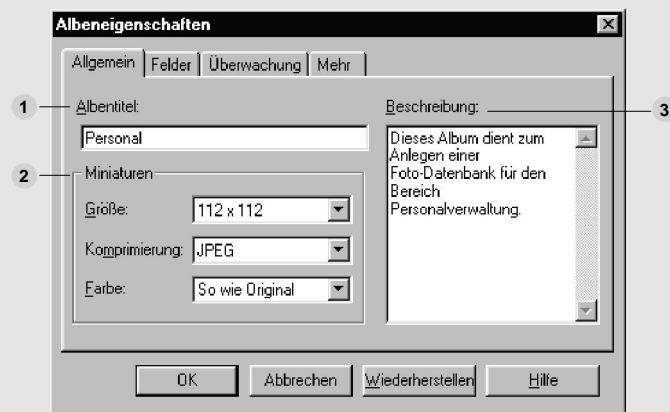 Albeneigenschaften
Allgemein Felder Überwachung Mehr
1 Albentitel:
Personal
2 Miniaturen
Größe: 112 x 112
Komprimierung: JPEG
Farbe: So wie Original
Beschreibung: 3
Dieses Album dient zum
Anlegen einer
Foto-Datenbank für den
Bereich
Personalverwaltung.
OK Abbrechen Wiederherstellen Hilfe